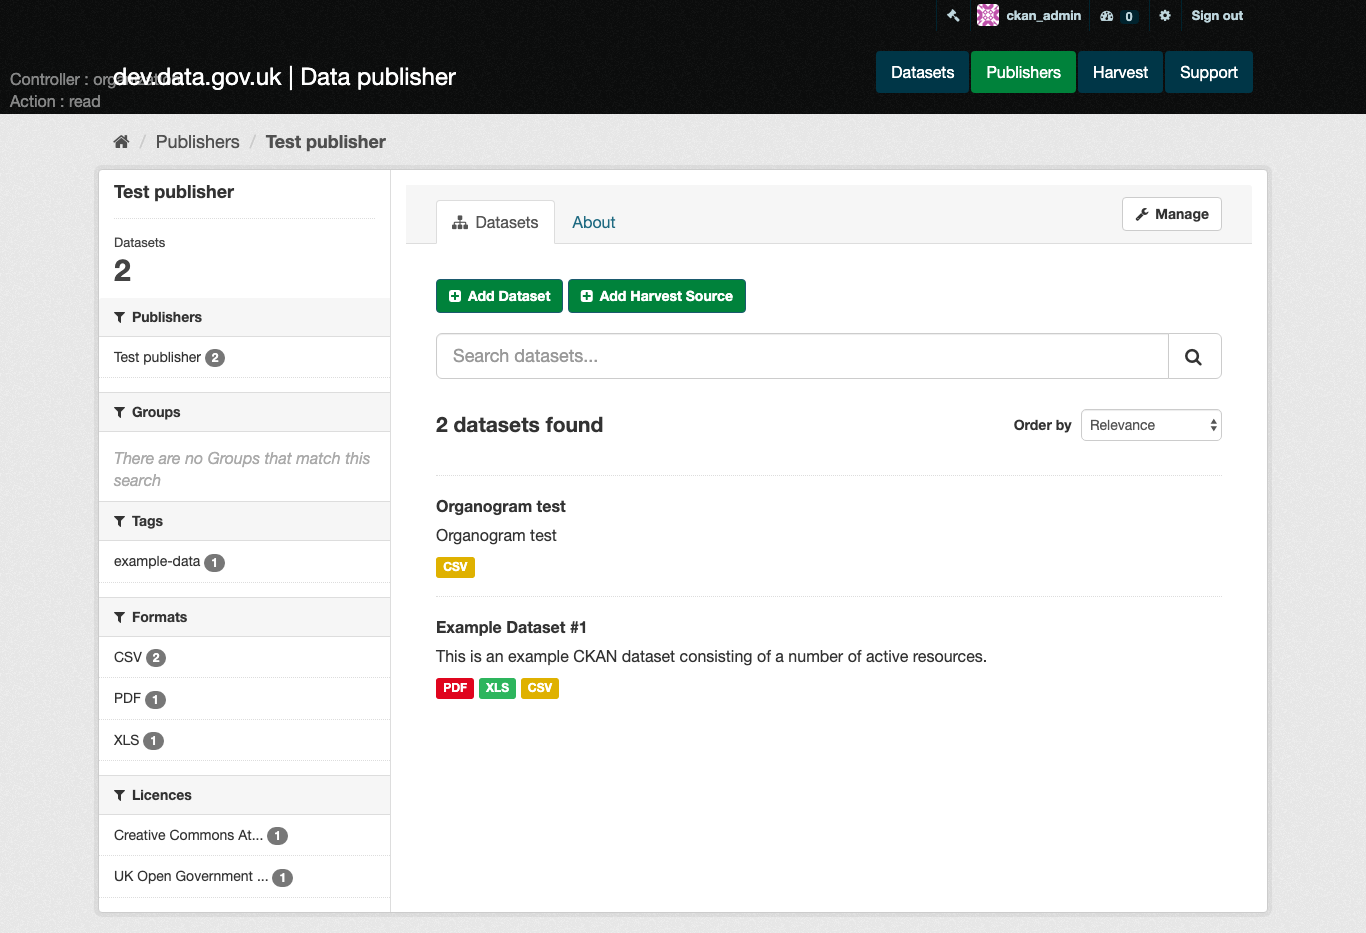 ckan_admin 0 Sign out
Controller : organization
dev.data.gov.uk | Data publisher
Action : read
Datasets Publishers Harvest Support
/ Publishers / Test publisher
Test publisher
Datasets
2
Publishers
Test publisher 2
Groups
There are no Groups that match this
search
Tags
example-data 1
Formats
CSV 2
PDF 1
XLS 1
Licences
Creative Commons At... 1
UK Open Government ... 1
Datasets About Manage
Add Dataset Add Harvest Source
Search datasets...
2 datasets found Order by Relevance
Organogram test
Organogram test
CSV
Example Dataset #1
This is an example CKAN dataset consisting of a number of active resources.
PDF XLS CSV